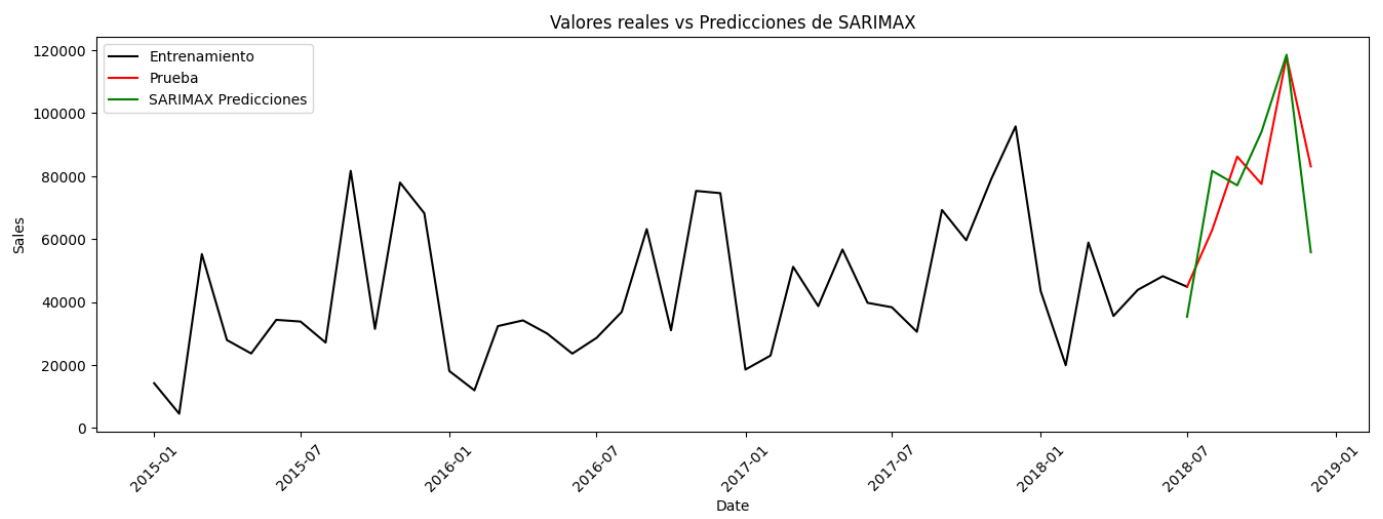 Valores reales vs Predicciones de SARIMAX
Entrenamiento
Prueba
SARIMAX Predicciones
Sales
120000
100000
80000
60000
40000
20000
0
2015-01
2015-07
2016-01
2016-07
2017-01
2017-07
2018-01
2018-07
2019-01
Date